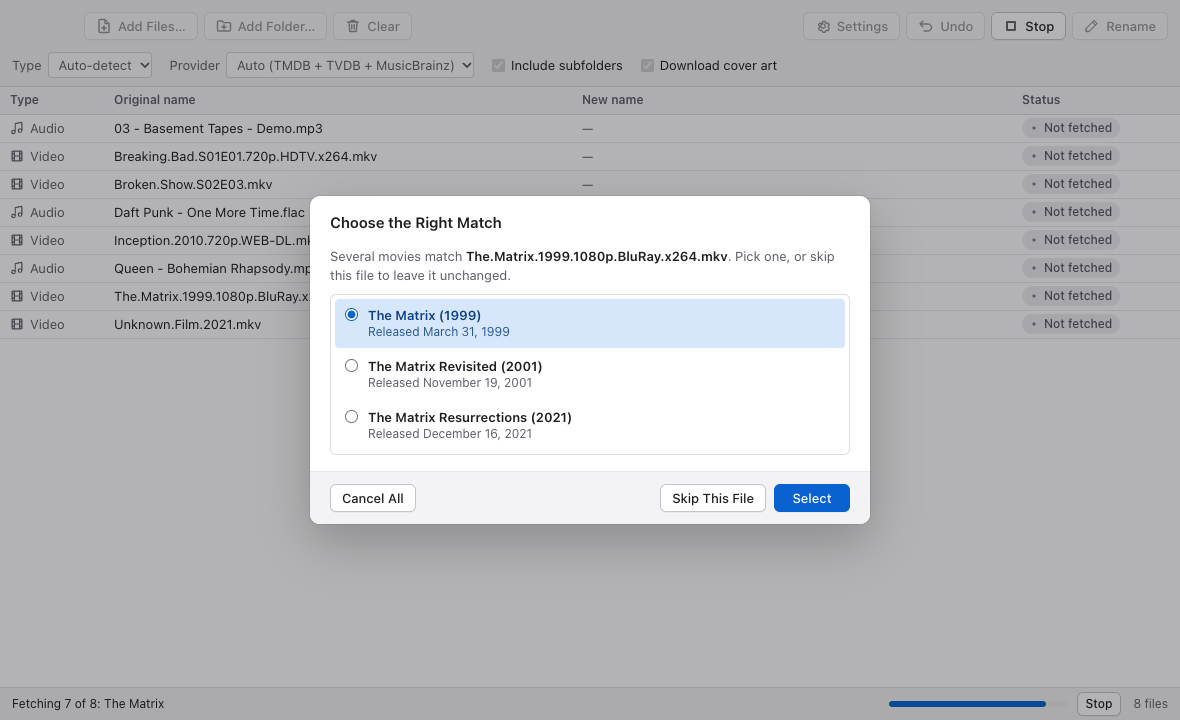 Add Files... Add Folder... Clear Settings Undo Stop Rename
Type Auto-detect Provider Auto (TMDB + TVDB + MusicBrainz) Include subfolders Download cover art
Type Original name New name Status
Audio 03 - Basement Tapes - Demo.mp3 — Not fetched
Video Breaking.Bad.S01E01.720p.HDTV.x264.mkv — Not fetched
Video Broken.Show.S02E03.mkv — Not fetched
Audio Daft Punk - One More Time.flac Not fetched
Video Inception.2010.720p.WEB-DL.mk Not fetched
Audio Queen - Bohemian Rhapsody.mp Not fetched
Video The.Matrix.1999.1080p.BluRay.x Not fetched
Video Unknown.Film.2021.mkv Not fetched
Choose the Right Match
Several movies match The.Matrix.1999.1080p.BluRay.x264.mkv. Pick one, or skip
this file to leave it unchanged.
The Matrix (1999)
Released March 31, 1999
The Matrix Revisited (2001)
Released November 19, 2001
The Matrix Resurrections (2021)
Released December 16, 2021
Cancel All Skip This File Select
Fetching 7 of 8: The Matrix Stop 8 files